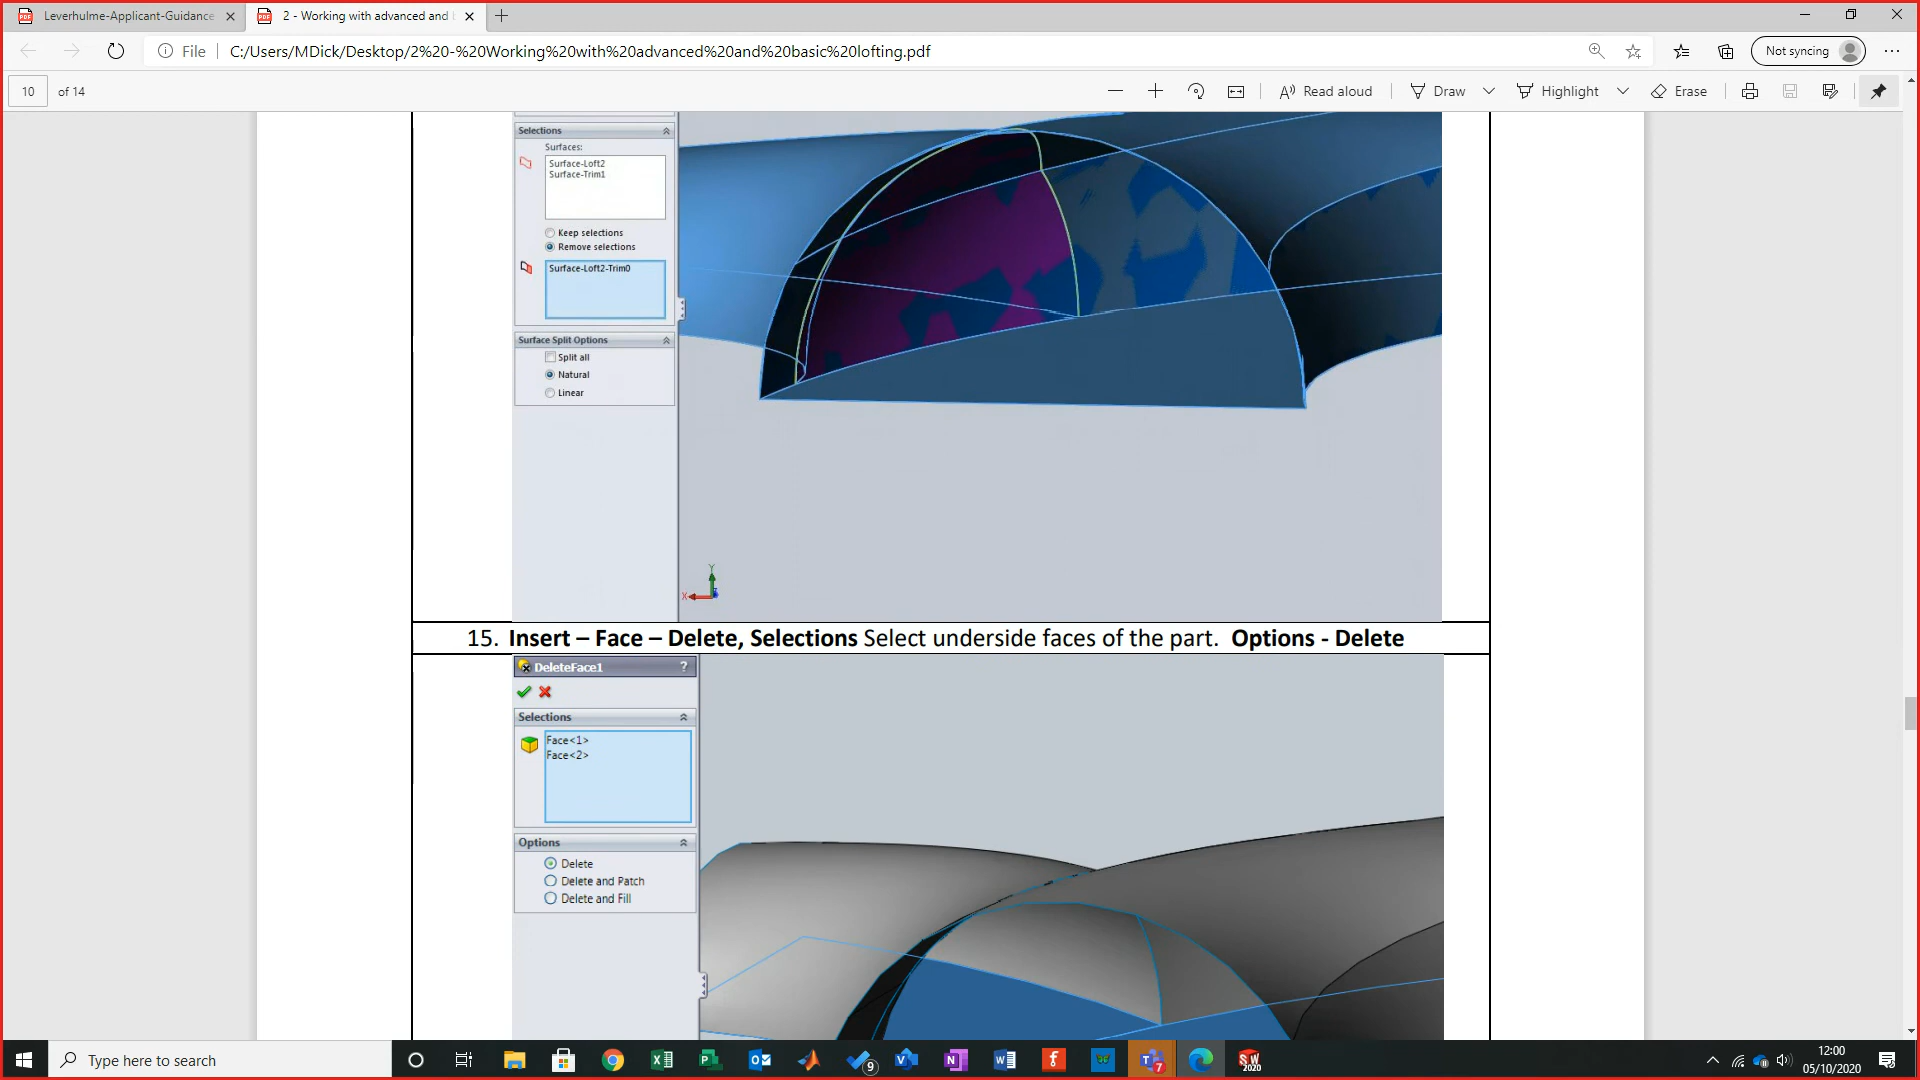 Leverhulme-Applicant-Guidance
2 - Working with advanced and
File
C:/Users/MDick/Desktop/2%20-%20Working%20with%20advanced%20and%20basic%20lofting.pdf
Not syncing
10
of 14
Read aloud
Draw
Highlight
Erase
Selections
Surfaces:
Surface-Loft2
Surface-Trim1
Keep selections
Remove selections
Surface-Loft2-Trim0
Surface Split Options
Split all
Natural
Linear
Y
X
15. Insert – Face – Delete, Selections Select underside faces of the part. Options - Delete
DeleteFace1
?
Selections
Face<1>
Face<2>
Options
Delete
Delete and Patch
Delete and Fill
Type here to search
9
7
SW
2020
12:00
05/10/2020